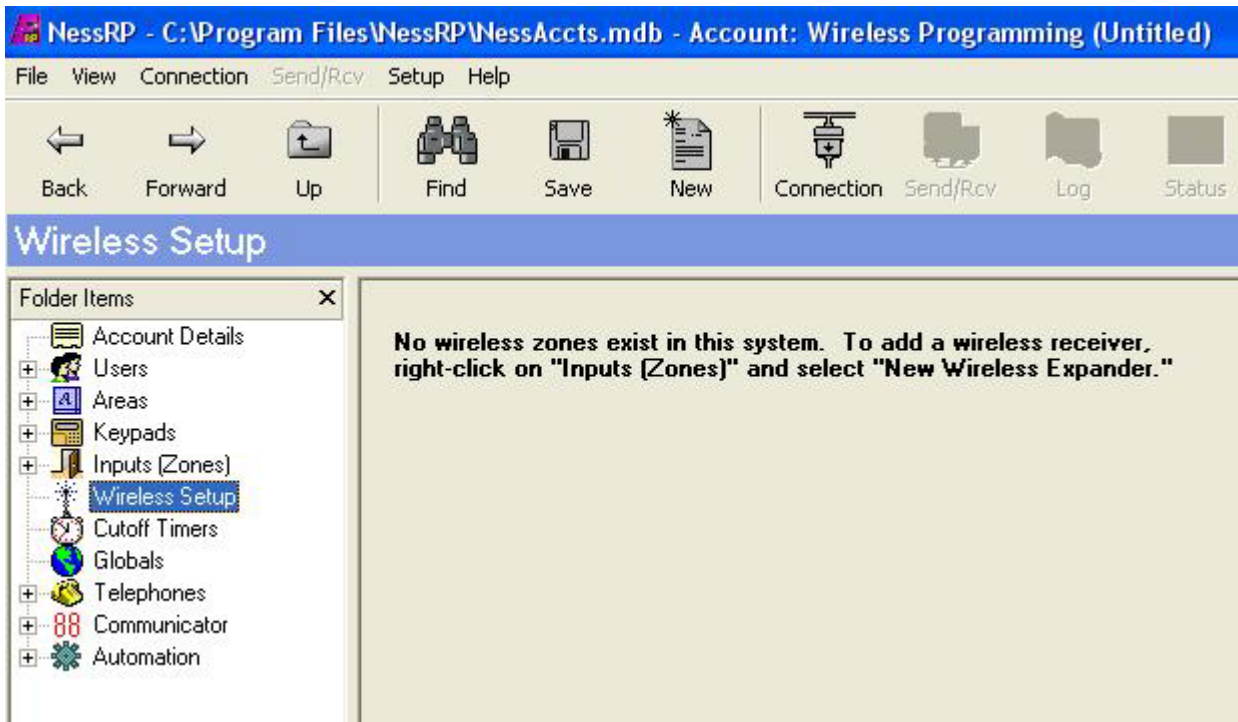 NessRP - C:\Program Files\NessRP\NessAccts.mdb - Account: Wireless Programming (Untitled)
File View Connection Send/Rcv Setup Help
Back Forward Up Find Save New Connection Send/Rcv Log Status
Wireless Setup
Folder Items
Account Details
Users
Areas
Keypads
Inputs (Zones)
Wireless Setup
Cutoff Timers
Globals
Telephones
88 Communicator
Automation
No wireless zones exist in this system. To add a wireless receiver,
right-click on "Inputs (Zones)" and select "New Wireless Expander."